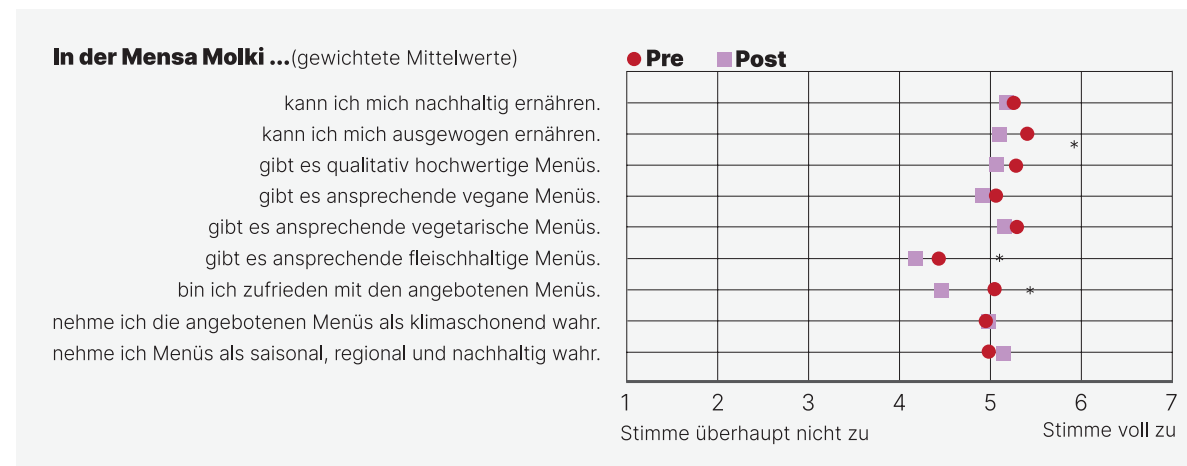 In der Mensa Molki ...(gewichtete Mittelwerte)
Pre Post
kann ich mich nachhaltig ernähren.
kann ich mich ausgewogen ernähren.
*
gibt es qualitativ hochwertige Menüs.
gibt es ansprechende vegane Menüs.
gibt es ansprechende vegetarische Menüs.
gibt es ansprechende fleischhaltige Menüs. *
bin ich zufrieden mit den angebotenen Menüs. *
nehme ich die angebotenen Menüs als klimaschonend wahr.
nehme ich Menüs als saisonal, regional und nachhaltig wahr.
1 2 3 4 5 6 7
Stimme überhaupt nicht zu Stimme voll zu